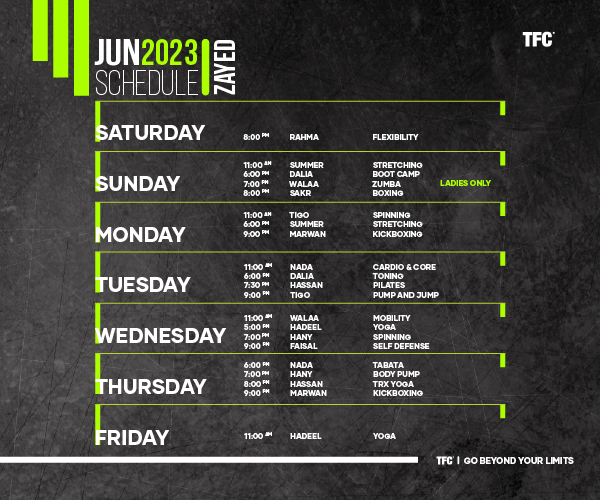 TFC
JUN2023
SCHEDULE
ZAYED
SATURDAY
8:00 PM RAHMA FLEXIBILITY
SUNDAY
11:00 AM SUMMER STRETCHING
6:00 PM DALIA BOOT CAMP
7:00 PM WALAA ZUMBA LADIES ONLY
8:00 PM SAKR BOXING
MONDAY
11:00 AM TIGO SPINNING
6:00 PM SUMMER STRETCHING
9:00 PM MARWAN KICKBOXING
TUESDAY
11:00 AM NADA CARDIO & CORE
6:00 PM DALIA TONING
7:30 PM HASSAN PILATES
9:00 PM TIGO PUMP AND JUMP
WEDNESDAY
11:00 AM WALAA MOBILITY
5:00 PM HADEEL YOGA
7:00 PM HANY SPINNING
9:00 PM FAISAL SELF DEFENSE
THURSDAY
6:00 PM NADA TABATA
7:00 PM HANY BODY PUMP
8:00 PM HASSAN TRX YOGA
9:00 PM MARWAN KICKBOXING
FRIDAY
11:00 AM HADEEL YOGA
TFC | GO BEYOND YOUR LIMITS